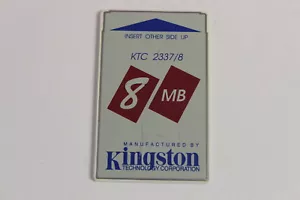 INSERT OTHER SIDE UP
KTC 2337/8
8 MB
MANUFACTURED BY
Kingston
TECHNOLOGY CORPORATION